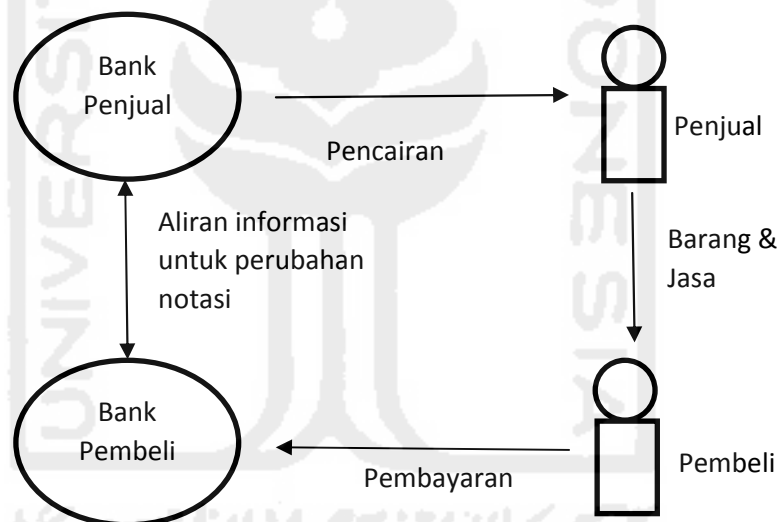 Bank
Penjual
Pencairan
Penjual
Aliran informasi
untuk perubahan
notasi
Barang &
Jasa
Bank
Pembeli
Pembayaran
Pembeli